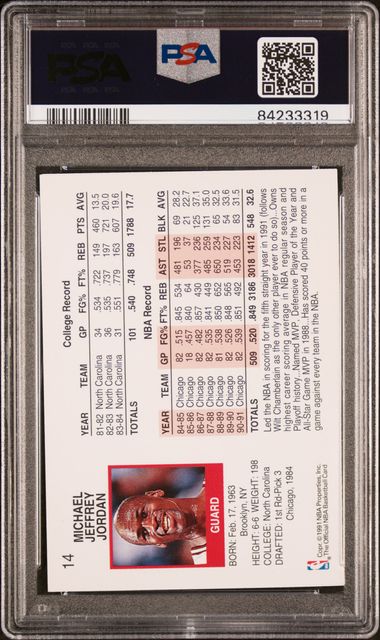 PSA
PSA
84233319
14
MICHAEL
JEFFREY
JORDAN
GUARD
BORN: Feb. 17, 1963
Brooklyn, NY
HEIGHT: 6-6 WEIGHT: 198
COLLEGE: North Carolina
DRAFTED: 1st Rd-Pick 3
Chicago, 1984
Copr. © 1991 NBA Properties, Inc.
The Official NBA Basketball Card
College Record
YEAR TEAM GP FG% FT% REB PTS AVG
81-82 North Carolina 34 .534 .722 149 460 13.5
82-83 North Carolina 36 .535 .737 197 721 20.0
83-84 North Carolina 31 .551 .779 163 607 19.6
TOTALS 101 .540 .748 509 1788 17.7
NBA Record
YEAR TEAM GP FG% FT% REB AST STL BLK AVG
84-85 Chicago 82 .515 .845 534 481 196 69 28.2
85-86 Chicago 18 .457 .840 64 53 37 21 22.7
86-87 Chicago 82 .482 .857 430 377 236 125 37.1
87-88 Chicago 82 .535 .841 449 485 259 131 35.0
88-89 Chicago 81 .538 .850 652 650 234 65 32.5
89-90 Chicago 82 .526 .848 565 519 227 54 33.6
90-91 Chicago 82 .539 .851 492 453 223 83 31.5
TOTALS 509 .520 .849 3186 3018 1412 548 32.6
Led the NBA in scoring for the fifth straight year in 1991 (follows
Wilt Chamberlain as the only other player ever to do so)...Owns
highest career scoring average in NBA regular season and
Playoff history...Named MVP, Defensive Player of the Year and
All-Star Game MVP in 1988...Has scored 40 points or more in a
game against every team in the NBA.